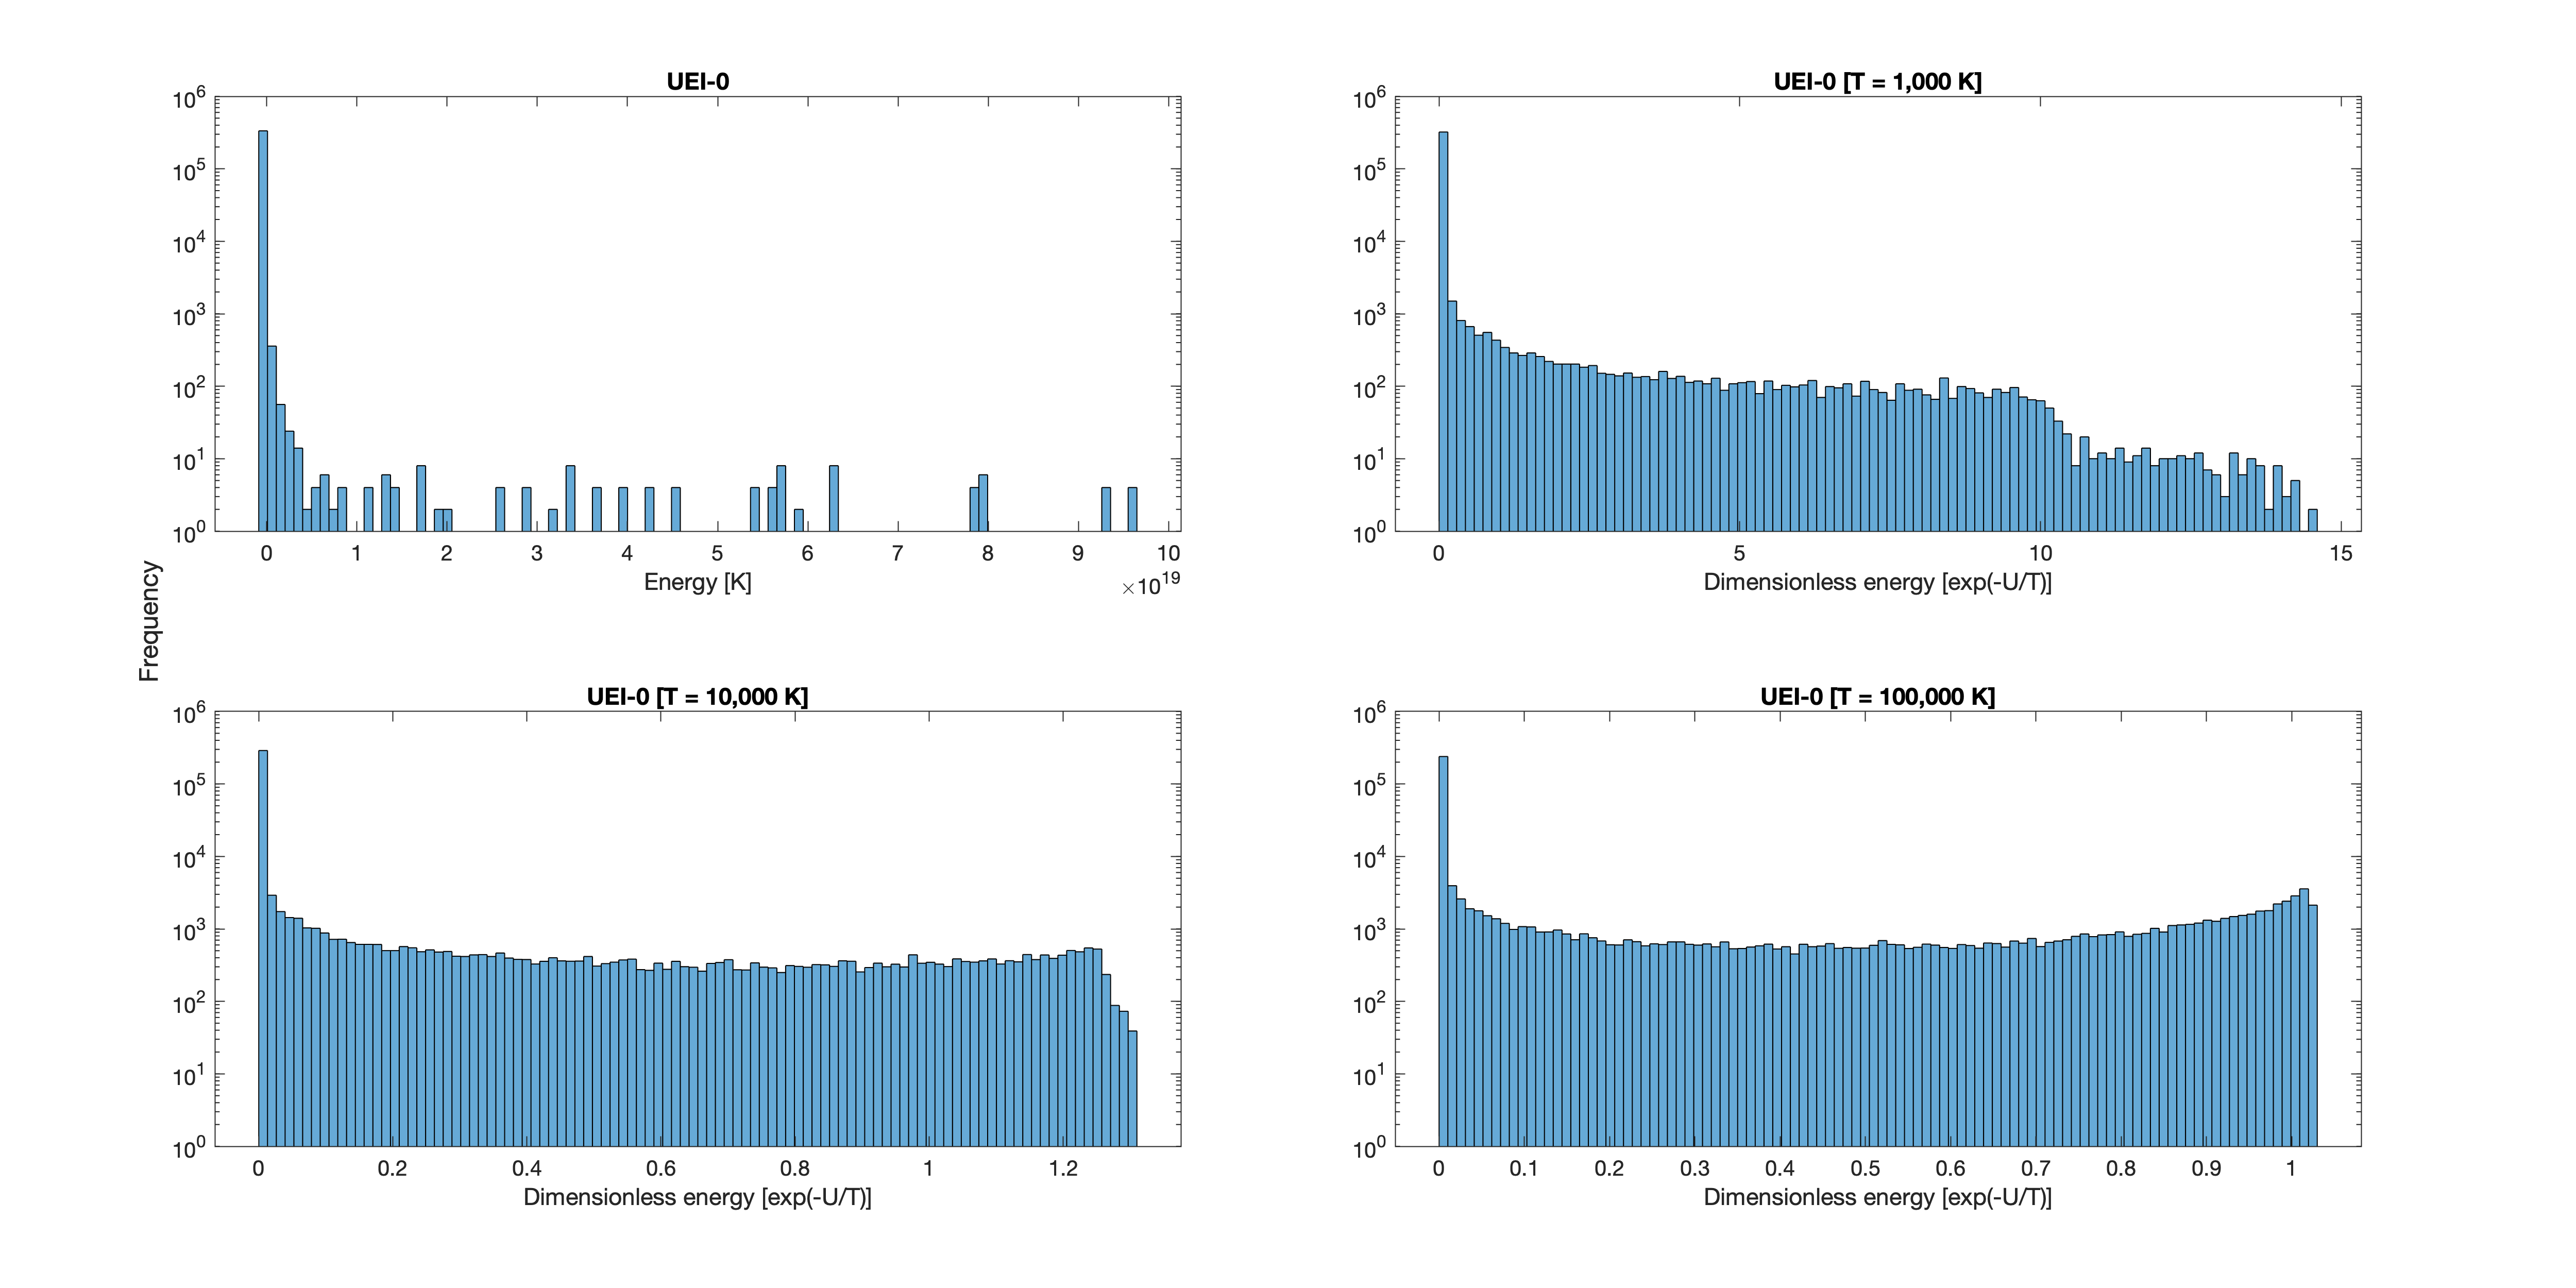 UEI-0
10^6
10^5
10^4
10^3
10^2
10^1
10^0
0 1 2 3 4 5 6 7 8 9 10
Energy [K]
×10^19
UEI-0 [T = 1,000 K]
10^6
10^5
10^4
10^3
10^2
10^1
10^0
0 5 10 15
Dimensionless energy [exp(-U/T)]
Frequency
UEI-0 [T = 10,000 K]
10^6
10^5
10^4
10^3
10^2
10^1
10^0
0 0.2 0.4 0.6 0.8 1 1.2
Dimensionless energy [exp(-U/T)]
UEI-0 [T = 100,000 K]
10^6
10^5
10^4
10^3
10^2
10^1
10^0
0 0.1 0.2 0.3 0.4 0.5 0.6 0.7 0.8 0.9 1
Dimensionless energy [exp(-U/T)]